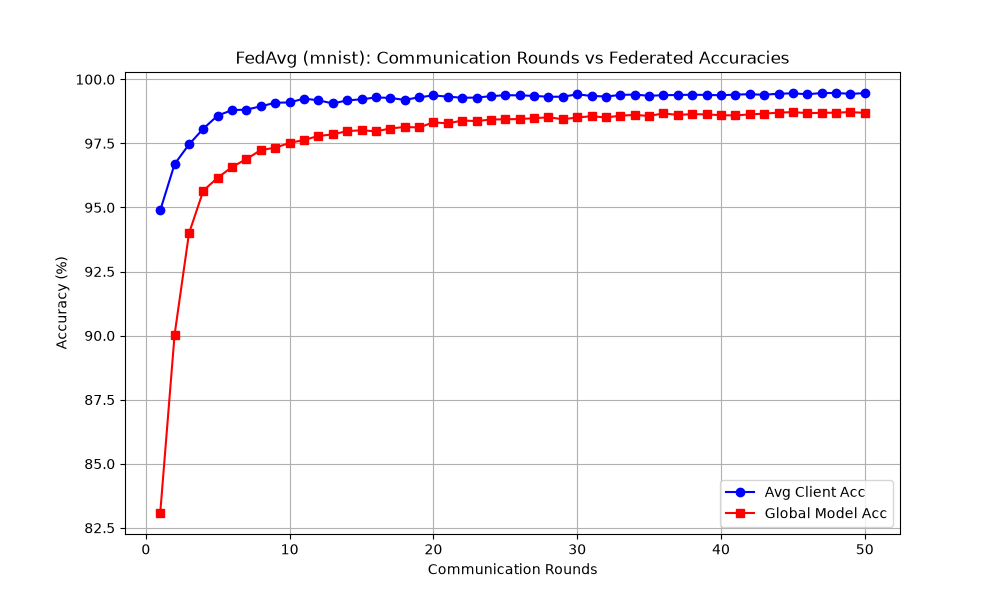 FedAvg (mnist): Communication Rounds vs Federated Accuracies
Accuracy (%)
100.0
97.5
95.0
92.5
90.0
87.5
85.0
82.5
Avg Client Acc
Global Model Acc
0 10 20 30 40 50
Communication Rounds